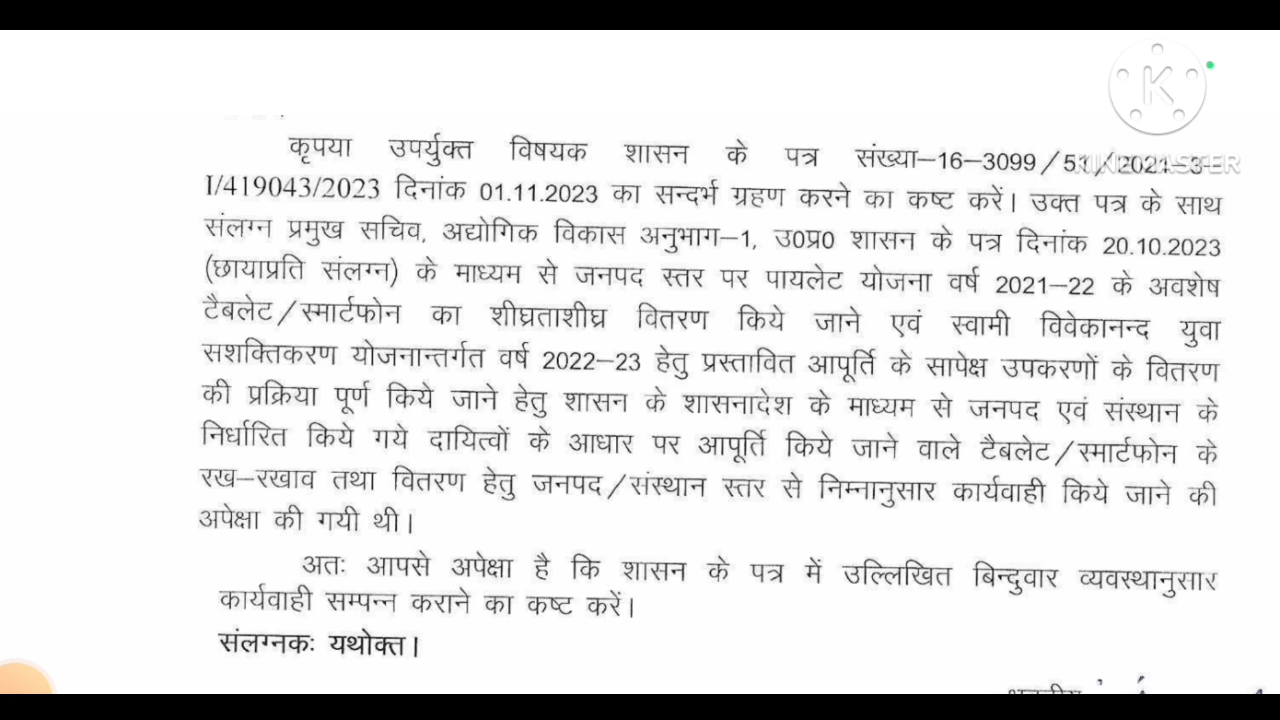 K
KINEMASTER
कृपया उपर्युक्त विषयक शासन के पत्र संख्या–16–3099/51/2021–3–
I/419043/2023 दिनांक 01.11.2023 का सन्दर्भ ग्रहण करने का कष्ट करें। उक्त पत्र के साथ
संलग्न प्रमुख सचिव, अद्योगिक विकास अनुभाग–1, उ0प्र0 शासन के पत्र दिनांक 20.10.2023
(छायाप्रति संलग्न) के माध्यम से जनपद स्तर पर पायलेट योजना वर्ष 2021–22 के अवशेष
टैबलेट/स्मार्टफोन का शीघ्रताशीघ्र वितरण किये जाने एवं स्वामी विवेकानन्द युवा
सशक्तिकरण योजनान्तर्गत वर्ष 2022–23 हेतु प्रस्तावित आपूर्ति के सापेक्ष उपकरणों के वितरण
की प्रक्रिया पूर्ण किये जाने हेतु शासन के शासनादेश के माध्यम से जनपद एवं संस्थान के
निर्धारित किये गये दायित्वों के आधार पर आपूर्ति किये जाने वाले टैबलेट/स्मार्टफोन के
रख–रखाव तथा वितरण हेतु जनपद/संस्थान स्तर से निम्नानुसार कार्यवाही किये जाने की
अपेक्षा की गयी थी।
अतः आपसे अपेक्षा है कि शासन के पत्र में उल्लिखित बिन्दुवार व्यवस्थानुसार
कार्यवाही सम्पन्न कराने का कष्ट करें।
संलग्नकः यथोक्त।